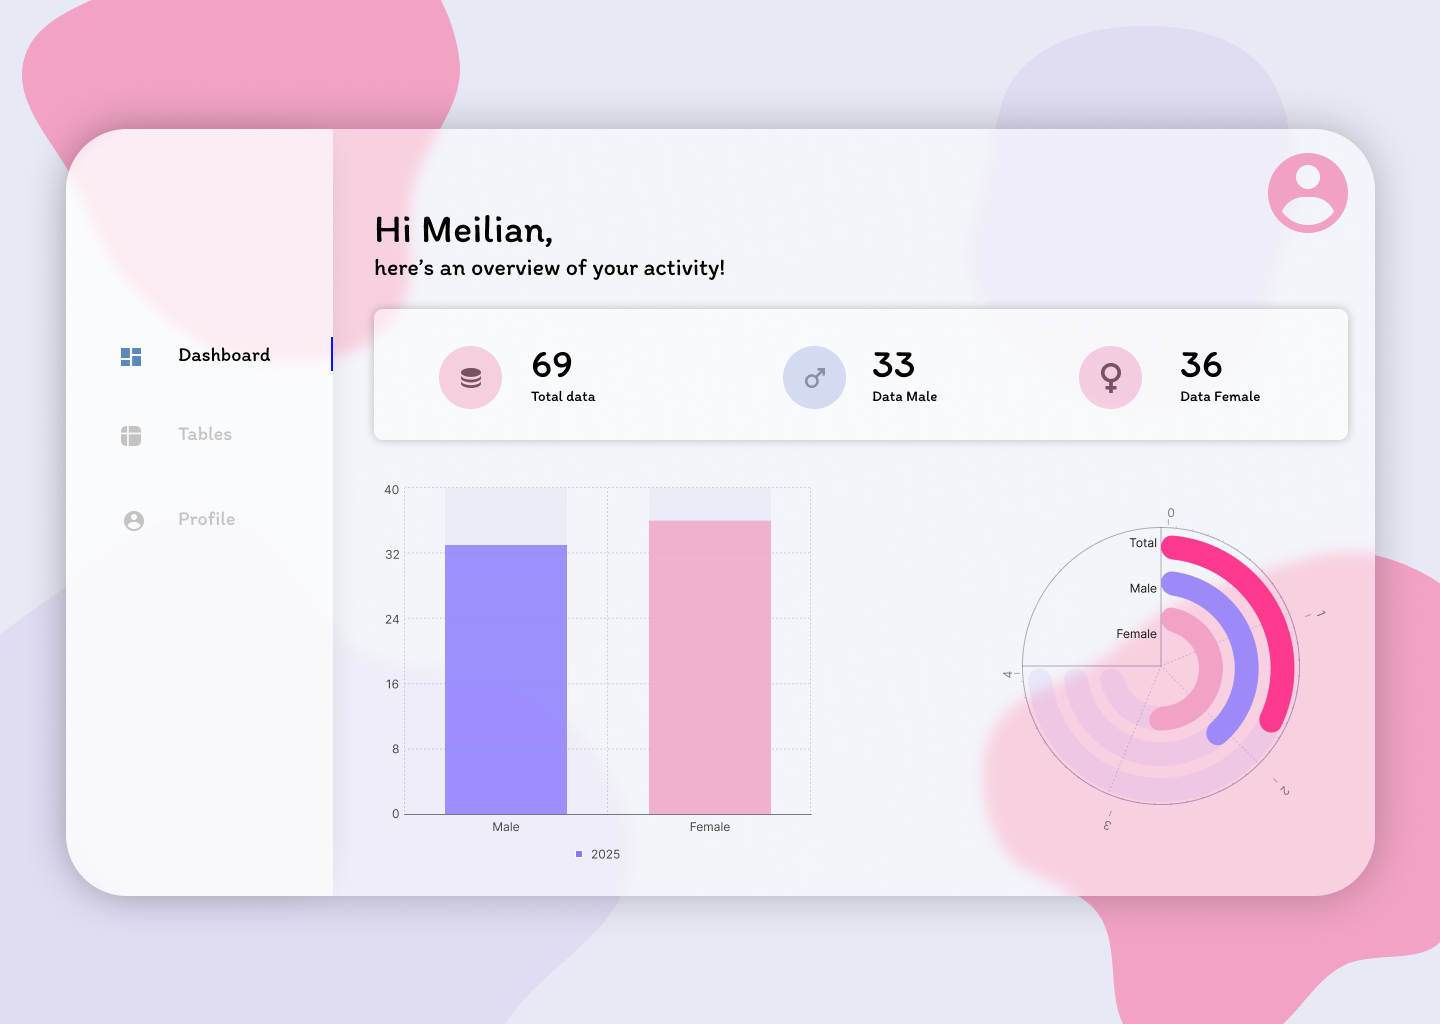 Hi Meilian,
here's an overview of your activity!
Dashboard
Tables
Profile
69
Total data
33
Data Male
36
Data Female
40
32
24
16
8
0
Male
Female
2025
0
1
2
3
4
Total
Male
Female